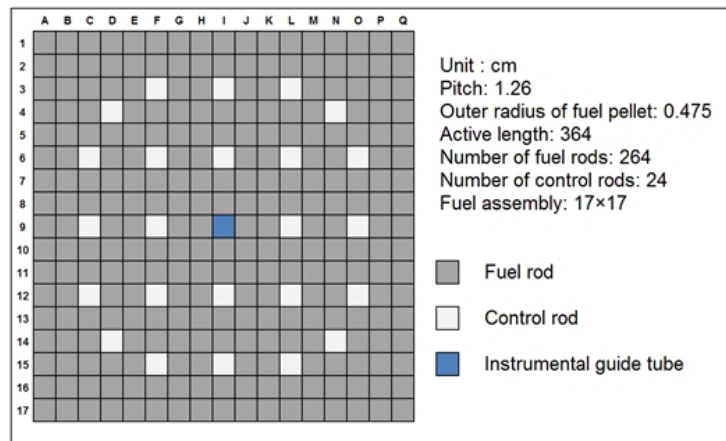 A B C D E F G H I J K L M N O P Q
1
2
3
4
5
6
7
8
9
10
11
12
13
14
15
16
17
Unit : cm
Pitch: 1.26
Outer radius of fuel pellet: 0.475
Active length: 364
Number of fuel rods: 264
Number of control rods: 24
Fuel assembly: 17×17
Fuel rod
Control rod
Instrumental guide tube